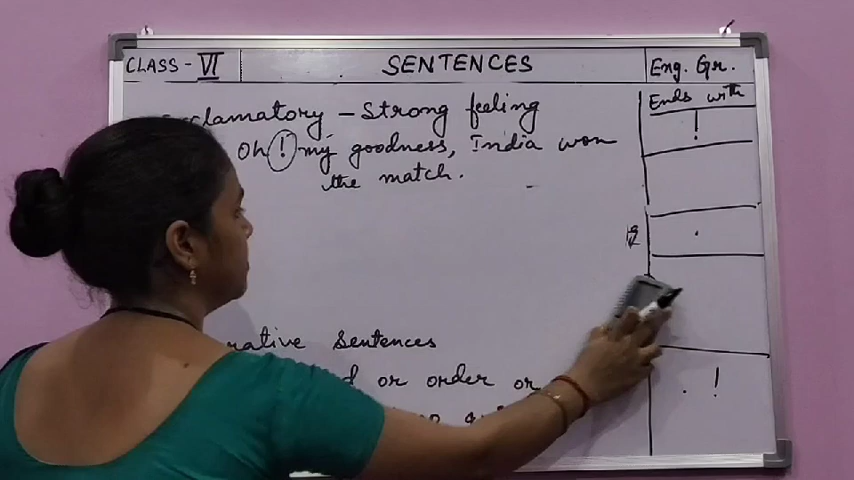 CLASS - VI SENTENCES Eng. Gr.
Exclamatory - Strong feeling Ends with
Oh ! my goodness, India won !
the match.
.
Sentences
or order or . !